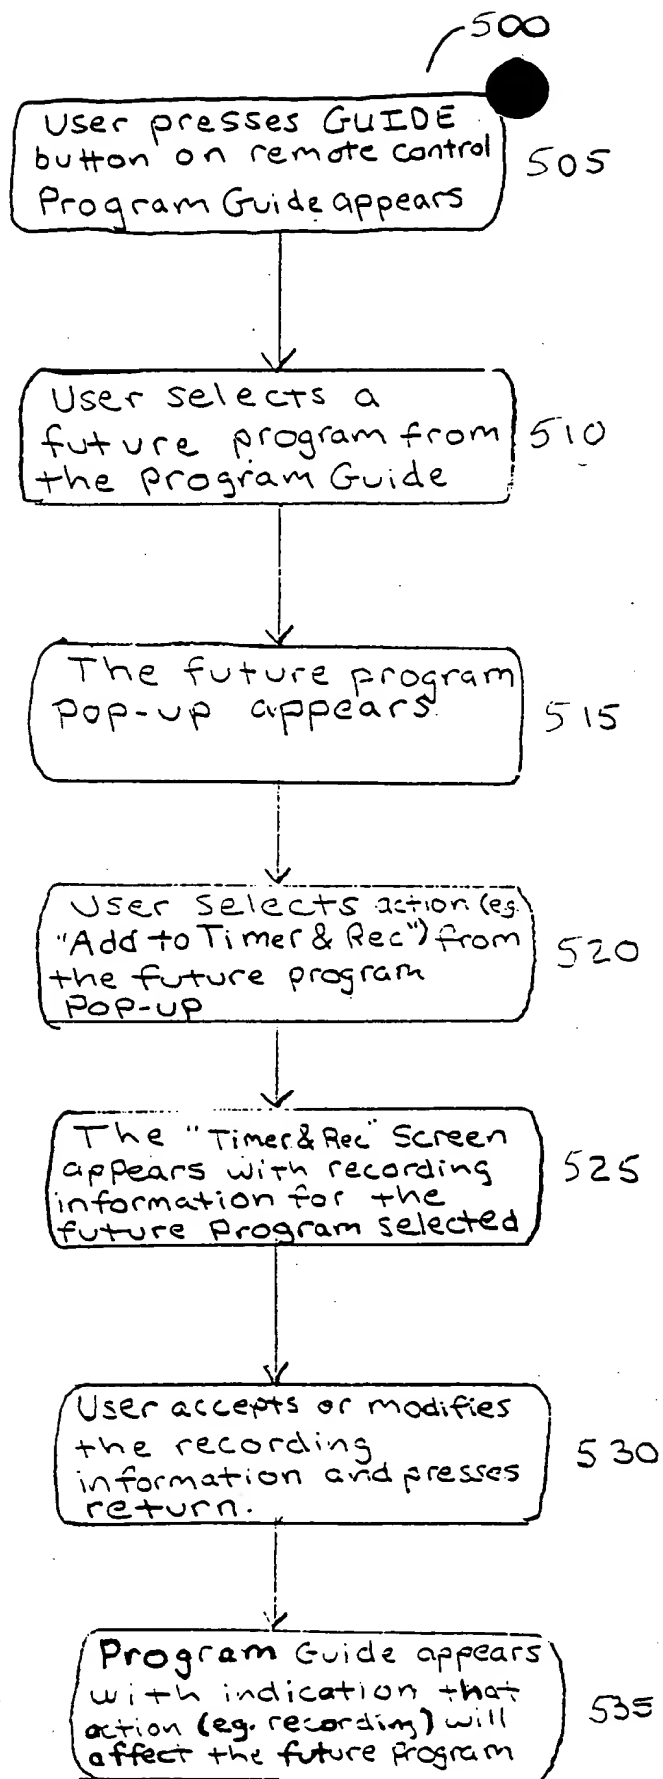 500
User presses GUIDE
button on remote control
Program Guide appears
505
User selects a
future program from
the program Guide
510
The future program
pop-up appears.
515
User selects action (eg.
"Add to Timer & Rec") from
the future program
pop-up
520
The "Timer & Rec" Screen
appears with recording
information for the
future Program selected
525
User accepts or modifies
the recording
information and presses
return.
530
Program Guide appears
with indication that
action (eg. recording) will
affect the future program
535